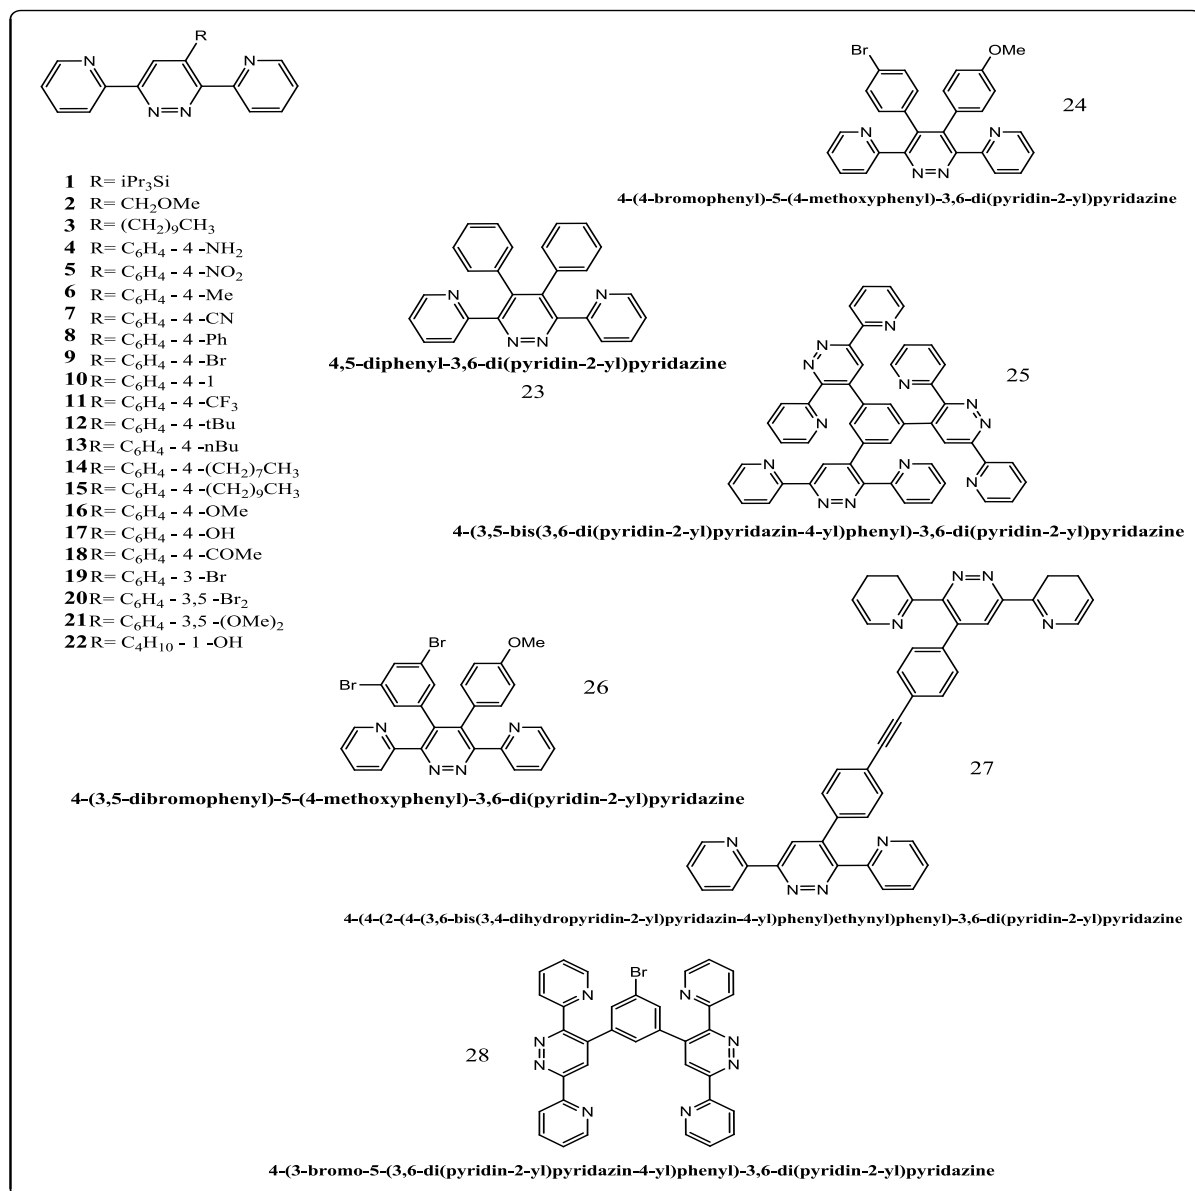 R
N
N
N=N
1 R= iPr₃Si
2 R= CH₂OMe
3 R= (CH₂)₉CH₃
4 R= C₆H₄ - 4 -NH₂
5 R= C₆H₄ - 4 -NO₂
6 R= C₆H₄ - 4 -Me
7 R= C₆H₄ - 4 -CN
8 R= C₆H₄ - 4 -Ph
9 R= C₆H₄ - 4 -Br
10 R= C₆H₄ - 4 -1
11 R= C₆H₄ - 4 -CF₃
12 R= C₆H₄ - 4 -tBu
13 R= C₆H₄ - 4 -nBu
14 R= C₆H₄ - 4 -(CH₂)₇CH₃
15 R= C₆H₄ - 4 -(CH₂)₉CH₃
16 R= C₆H₄ - 4 -OMe
17 R= C₆H₄ - 4 -OH
18 R= C₆H₄ - 4 -COMe
19 R= C₆H₄ - 3 -Br
20 R= C₆H₄ - 3,5 -Br₂
21 R= C₆H₄ - 3,5 -(OMe)₂
22 R= C₄H₁₀ - 1 -OH
Br
OMe
24
N
N
N=N
4-(4-bromophenyl)-5-(4-methoxyphenyl)-3,6-di(pyridin-2-yl)pyridazine
N
N
N=N
4,5-diphenyl-3,6-di(pyridin-2-yl)pyridazine
23
N
N
N
N
N
N
N
N
N
N
N
N=N
N
25
4-(3,5-bis(3,6-di(pyridin-2-yl)pyridazin-4-yl)phenyl)-3,6-di(pyridin-2-yl)pyridazine
Br
Br
OMe
26
N
N
N=N
4-(3,5-dibromophenyl)-5-(4-methoxyphenyl)-3,6-di(pyridin-2-yl)pyridazine
N=N
N
N
27
N
N
N=N
4-(4-(2-(4-(3,6-bis(3,4-dihydropyridin-2-yl)pyridazin-4-yl)phenyl)ethynyl)phenyl)-3,6-di(pyridin-2-yl)pyridazine
Br
N
N
N
N
N
N
N
N
28
4-(3-bromo-5-(3,6-di(pyridin-2-yl)pyridazin-4-yl)phenyl)-3,6-di(pyridin-2-yl)pyridazine